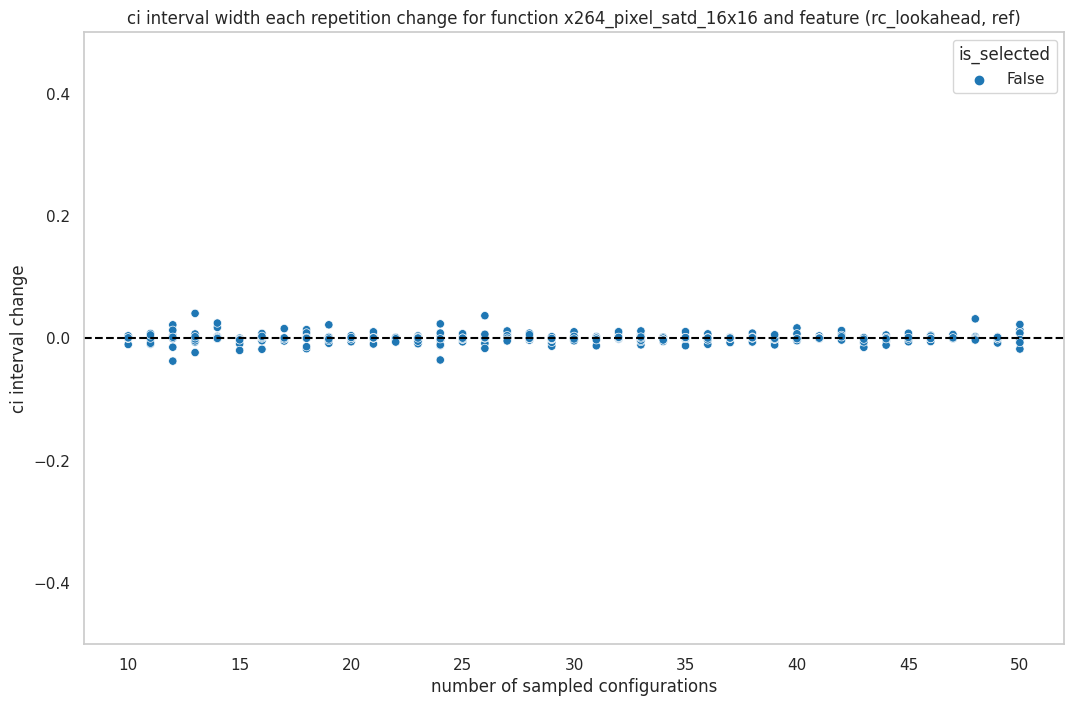 ci interval width each repetition change for function x264_pixel_satd_16x16 and feature (rc_lookahead, ref)
is_selected
False
ci interval change
0.4
0.2
0.0
−0.2
−0.4
10 15 20 25 30 35 40 45 50
number of sampled configurations